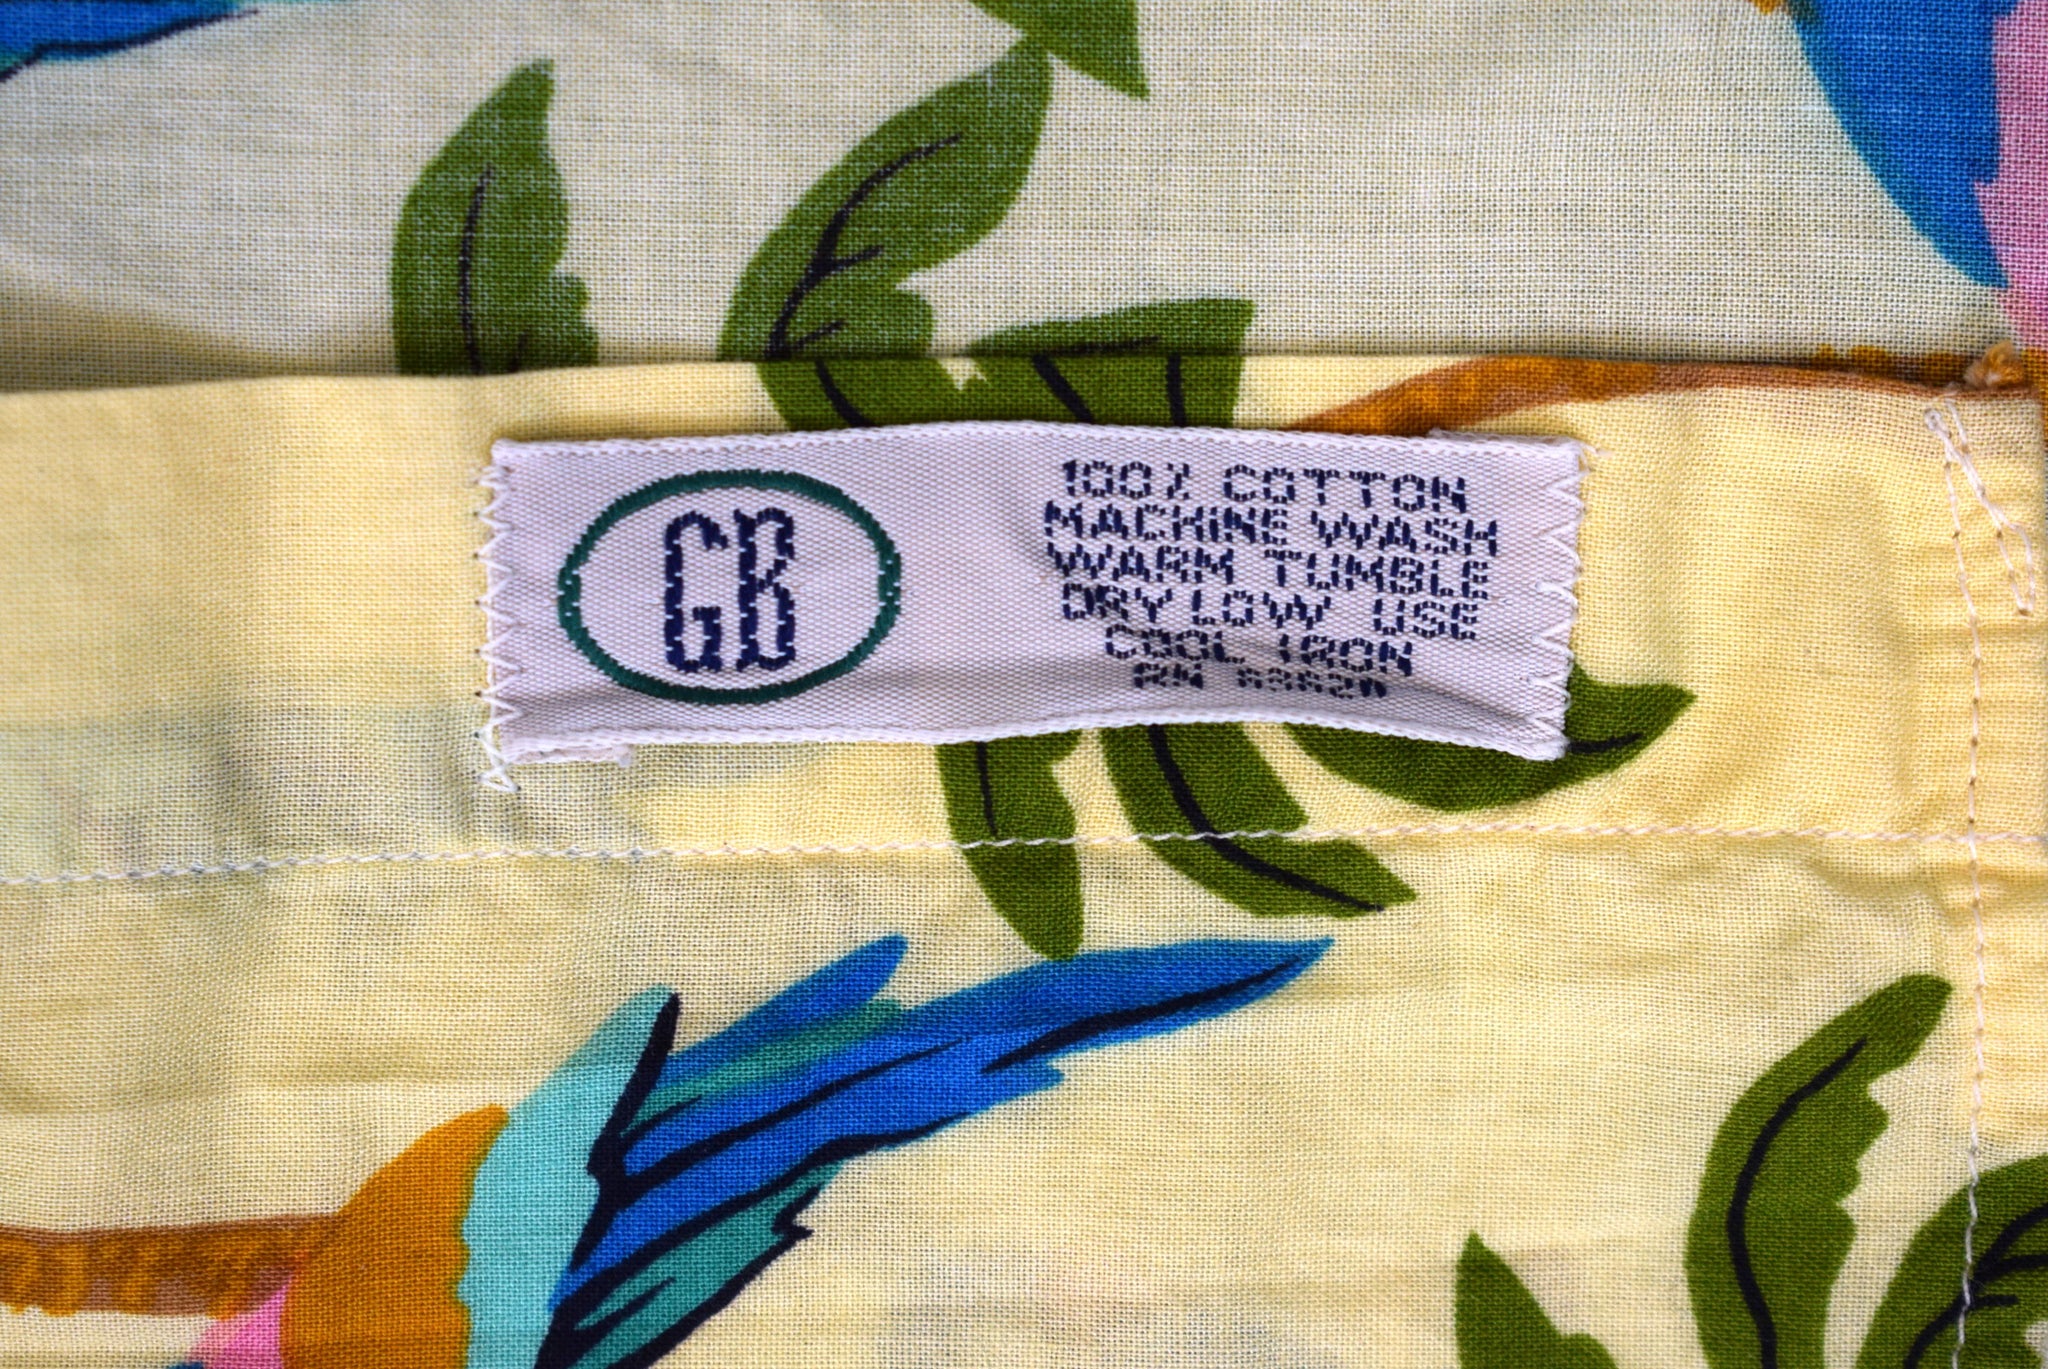 GB
100% COTTON
MACHINE WASH
WARM TUMBLE
DRY LOW USE
COOL IRON
RN